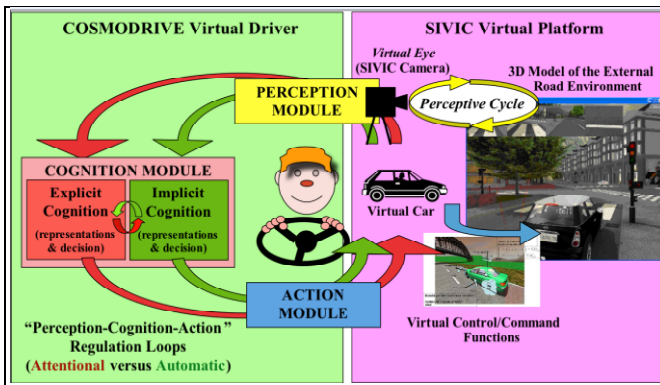 COSMODRIVE Virtual Driver
SIVIC Virtual Platform
Virtual Eye
(SIVIC Camera)
3D Model of the External
Road Environment
PERCEPTION
MODULE
Perceptive Cycle
COGNITION MODULE
Explicit
Cognition
(representations
& decision)
Implicit
Cognition
(representations
& decision)
Virtual Car
ACTION
MODULE
“Perception-Cognition-Action”
Regulation Loops
(Attentional versus Automatic)
Virtual Control/Command
Functions